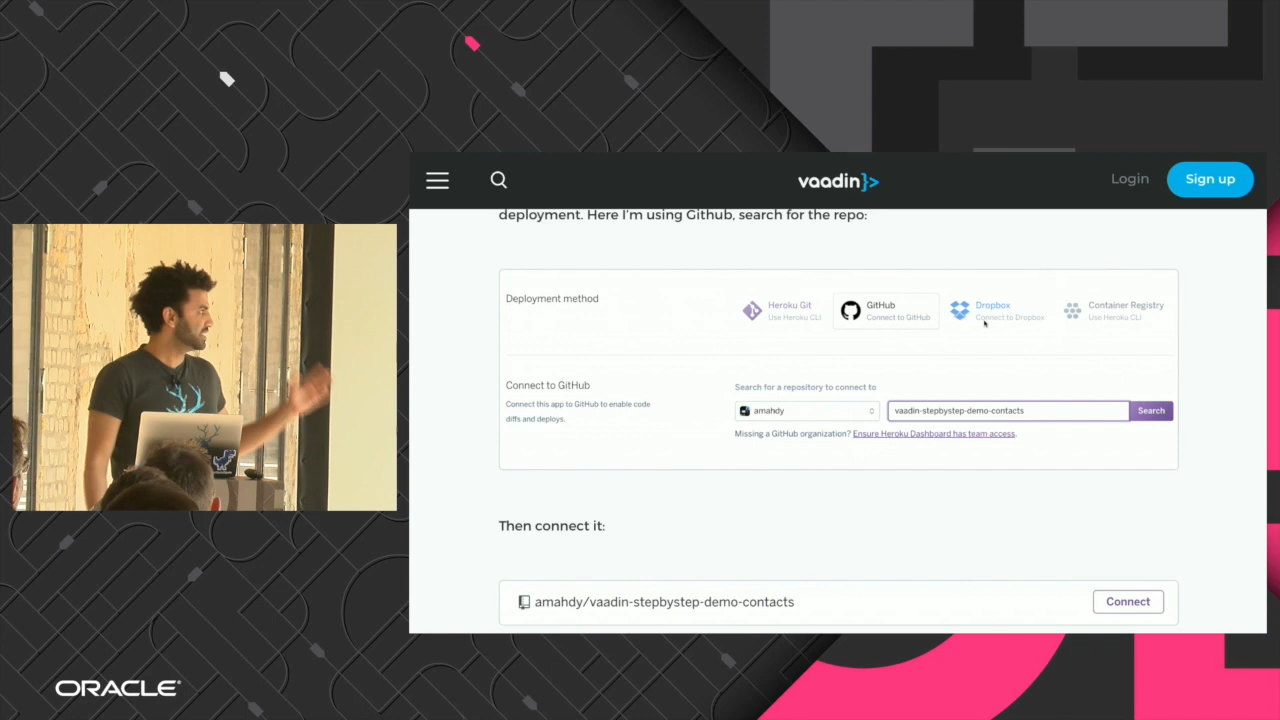 vaadin}>
Login
Sign up
deployment. Here I'm using Github, search for the repo:
Deployment method
Heroku Git
Use Heroku CLI
GitHub
Connect to GitHub
Dropbox
Connect to Dropbox
Container Registry
Use Heroku CLI
Connect to GitHub
Connect this app to GitHub to enable code
diffs and deploys.
Search for a repository to connect to
amahdy
vaadin-stepbystep-demo-contacts
Search
Missing a GitHub organization? Ensure Heroku Dashboard has team access.
Then connect it:
amahdy/vaadin-stepbystep-demo-contacts
Connect
ORACLE®